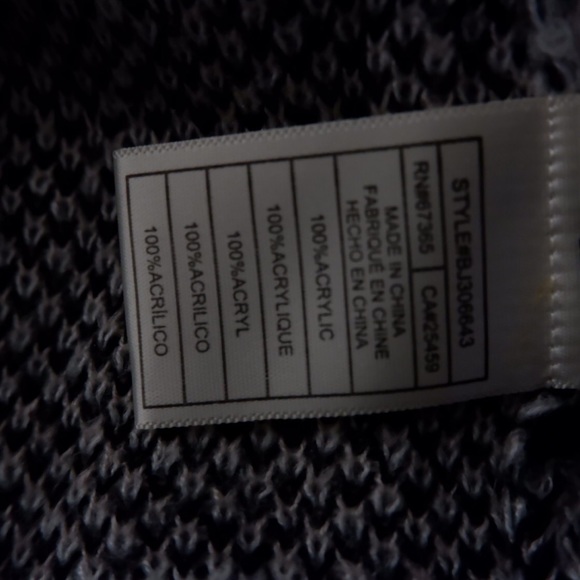 STYLE#BJ306643
RN#67365 CA#25459
MADE IN CHINA
FABRIQUÉ EN CHINE
HECHO EN CHINA
100%ACRYLIC
100%ACRYLIQUE
100%ACRYL
100%ACRILICO
100%ACRÍLICO